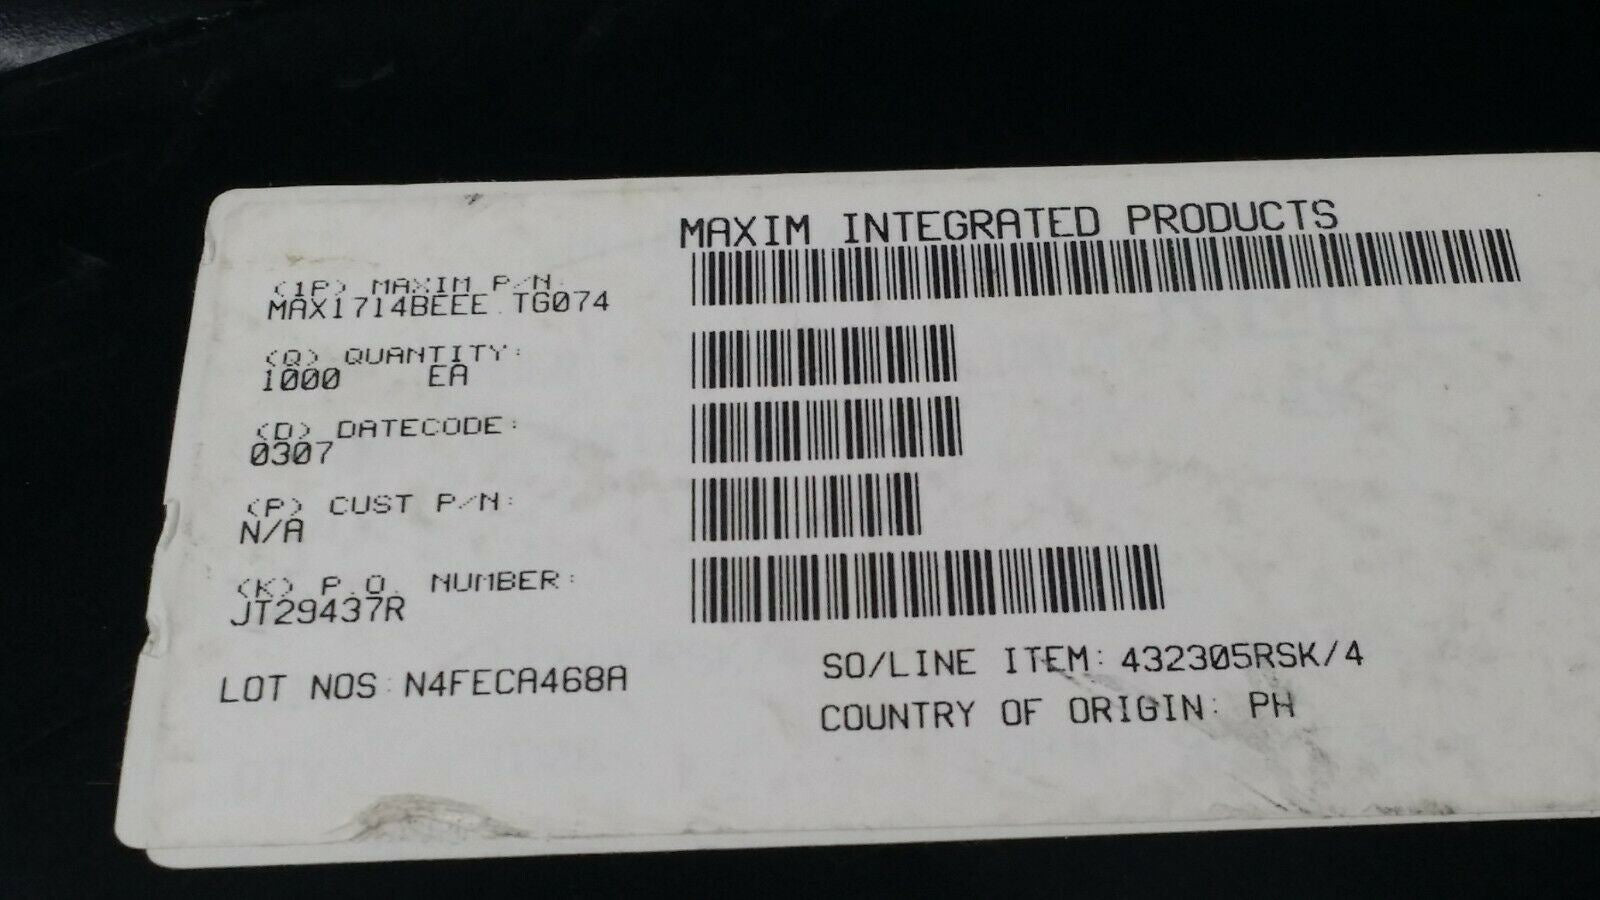 MAXIM INTEGRATED PRODUCTS
(1P) MAXIM P/N:
MAX1714BEEE.TG074
(Q) QUANTITY:
1000 EA
(D) DATECODE:
0307
(P) CUST P/N:
N/A
(K) P.O. NUMBER:
JT29437R
LOT NOS: N4FECA468A
SO/LINE ITEM: 432305RSK/4
COUNTRY OF ORIGIN: PH